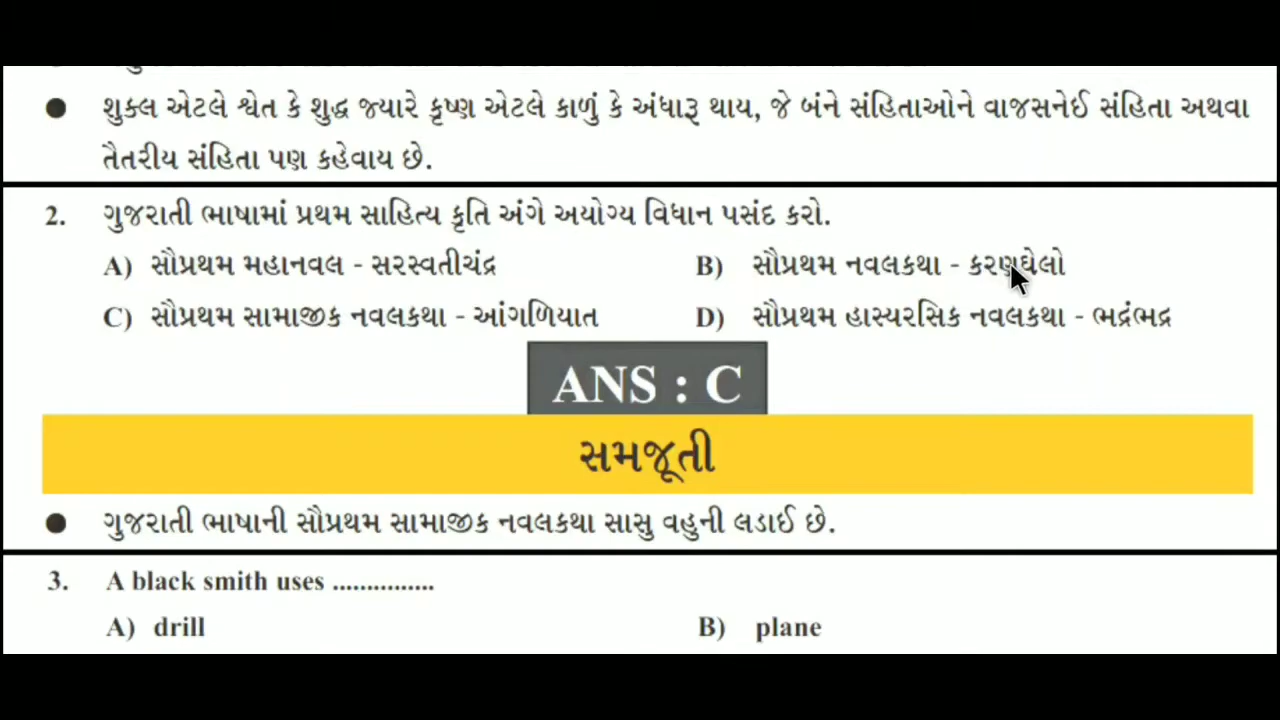 ● શુક્લ એટલે શ્વેત કે શુદ્ધ જ્યારે કૃષ્ણ એટલે કાળું કે અંધારૂ થાય, જે બંને સંહિતાઓને વાજસનેઈ સંહિતા અથવા
તૈતરીય સંહિતા પણ કહેવાય છે.
2. ગુજરાતી ભાષામાં પ્રથમ સાહિત્ય કૃતિ અંગે અયોગ્ય વિધાન પસંદ કરો.
A) સૌપ્રથમ મહાનવલ - સરસ્વતીચંદ્ર B) સૌપ્રથમ નવલકથા - કરણઘેલો
C) સૌપ્રથમ સામાજીક નવલકથા - આંગળિયાત D) સૌપ્રથમ હાસ્યરસિક નવલકથા - ભદ્રંભદ્ર
ANS : C
સમજૂતી
● ગુજરાતી ભાષાની સૌપ્રથમ સામાજીક નવલકથા સાસુ વહુની લડાઈ છે.
3. A black smith uses ...............
A) drill B) plane